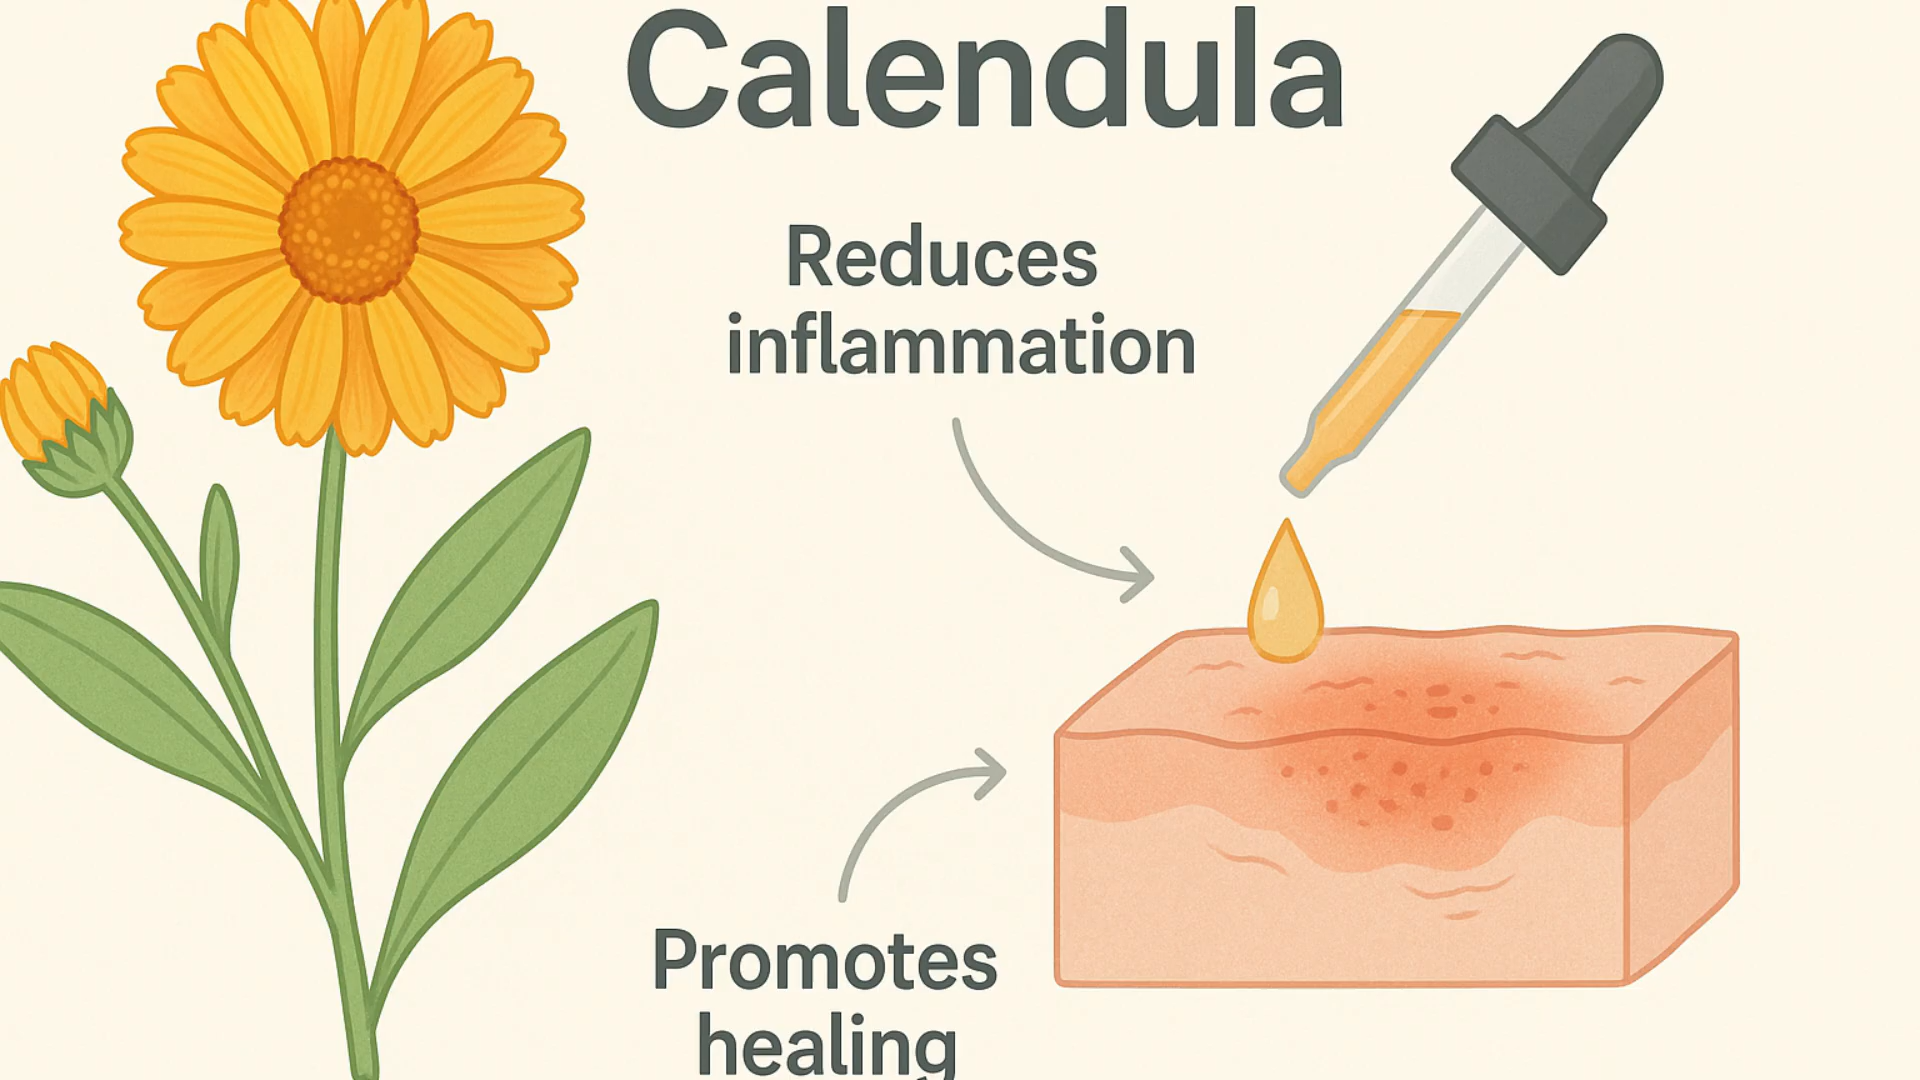 Calendula
Reduces
inflammation
Promotes
healing